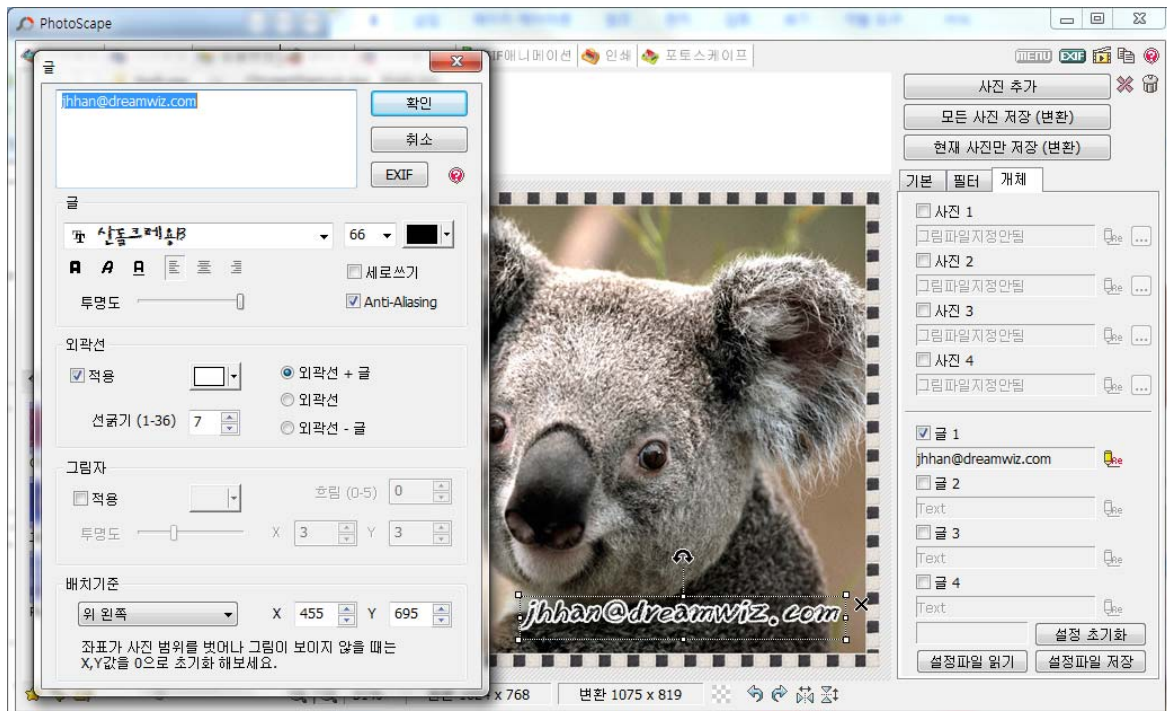 PhotoScape
글
jhhan@dreamwiz.com
확인
취소
EXIF
글
산돌크레용B
66
가 가 가
세로쓰기
투명도
Anti-Aliasing
외곽선
적용
외곽선 + 글
외곽선
선굵기 (1-36) 7
외곽선 - 글
그림자
적용
흐림 (0-5) 0
투명도
X 3 Y 3
배치기준
위 왼쪽
X 455 Y 695
좌표가 사진 범위를 벗어나 그림이 보이지 않을 때는
X,Y값을 0으로 초기화 해보세요.
IF애니메이션 인쇄 포토스케이프
MENU EXIF
사진 추가
모든 사진 저장 (변환)
현재 사진만 저장 (변환)
기본 필터 개체
사진 1
그림파일지정안됨
사진 2
그림파일지정안됨
사진 3
그림파일지정안됨
사진 4
그림파일지정안됨
글 1
jhhan@dreamwiz.com
글 2
Text
글 3
Text
글 4
Text
설정 초기화
설정파일 읽기 설정파일 저장
jhhan@dreamwiz.com
x 768 변환 1075 x 819